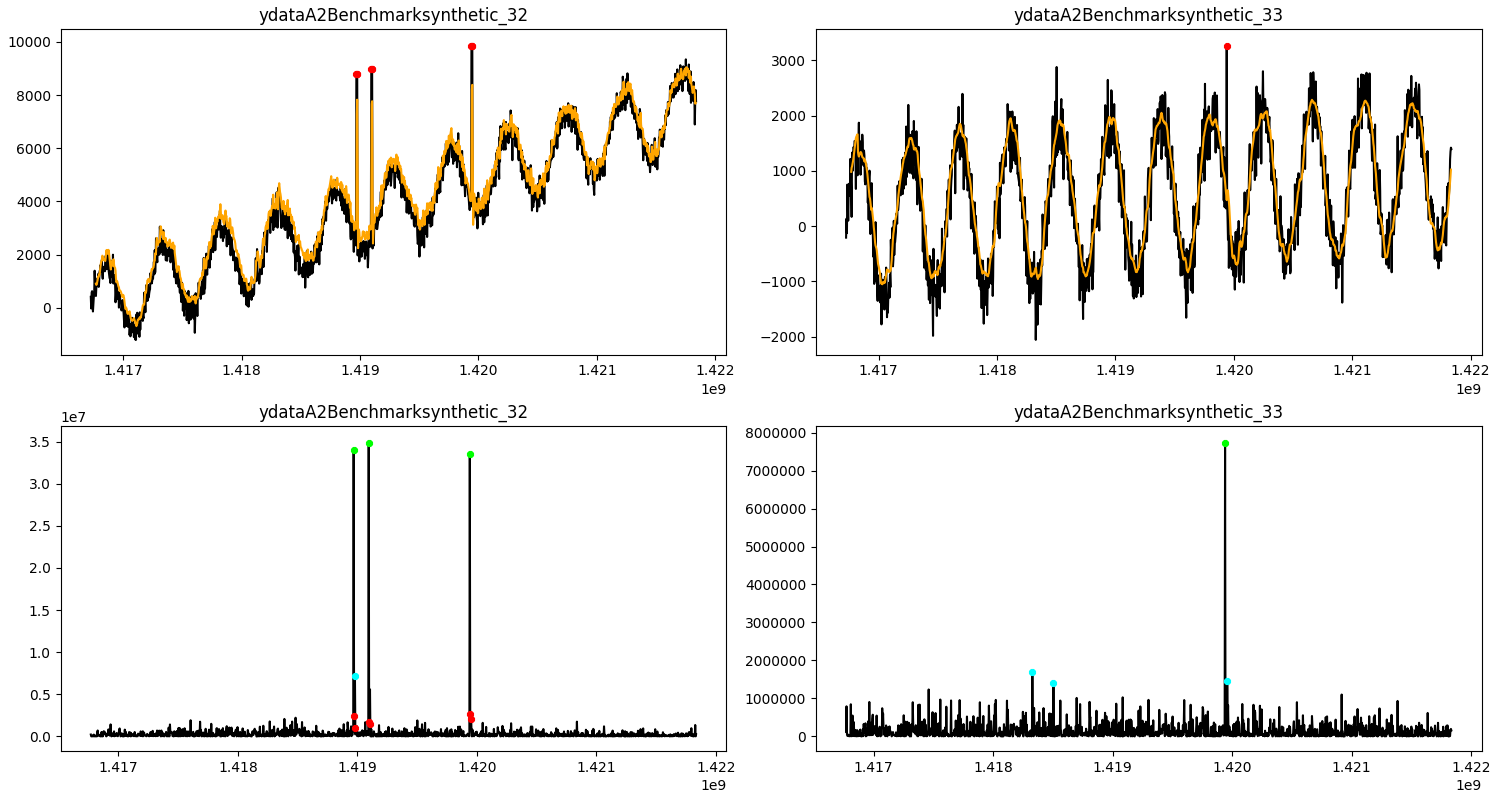 ydataA2Benchmarksynthetic_32
10000
8000
6000
4000
2000
0
1.417 1.418 1.419 1.420 1.421 1.422
1e9
ydataA2Benchmarksynthetic_33
3000
2000
1000
0
−1000
−2000
1.417 1.418 1.419 1.420 1.421 1.422
1e9
ydataA2Benchmarksynthetic_32
1e7
3.5
3.0
2.5
2.0
1.5
1.0
0.5
0.0
1.417 1.418 1.419 1.420 1.421 1.422
1e9
ydataA2Benchmarksynthetic_33
8000000
7000000
6000000
5000000
4000000
3000000
2000000
1000000
0
1.417 1.418 1.419 1.420 1.421 1.422
1e9